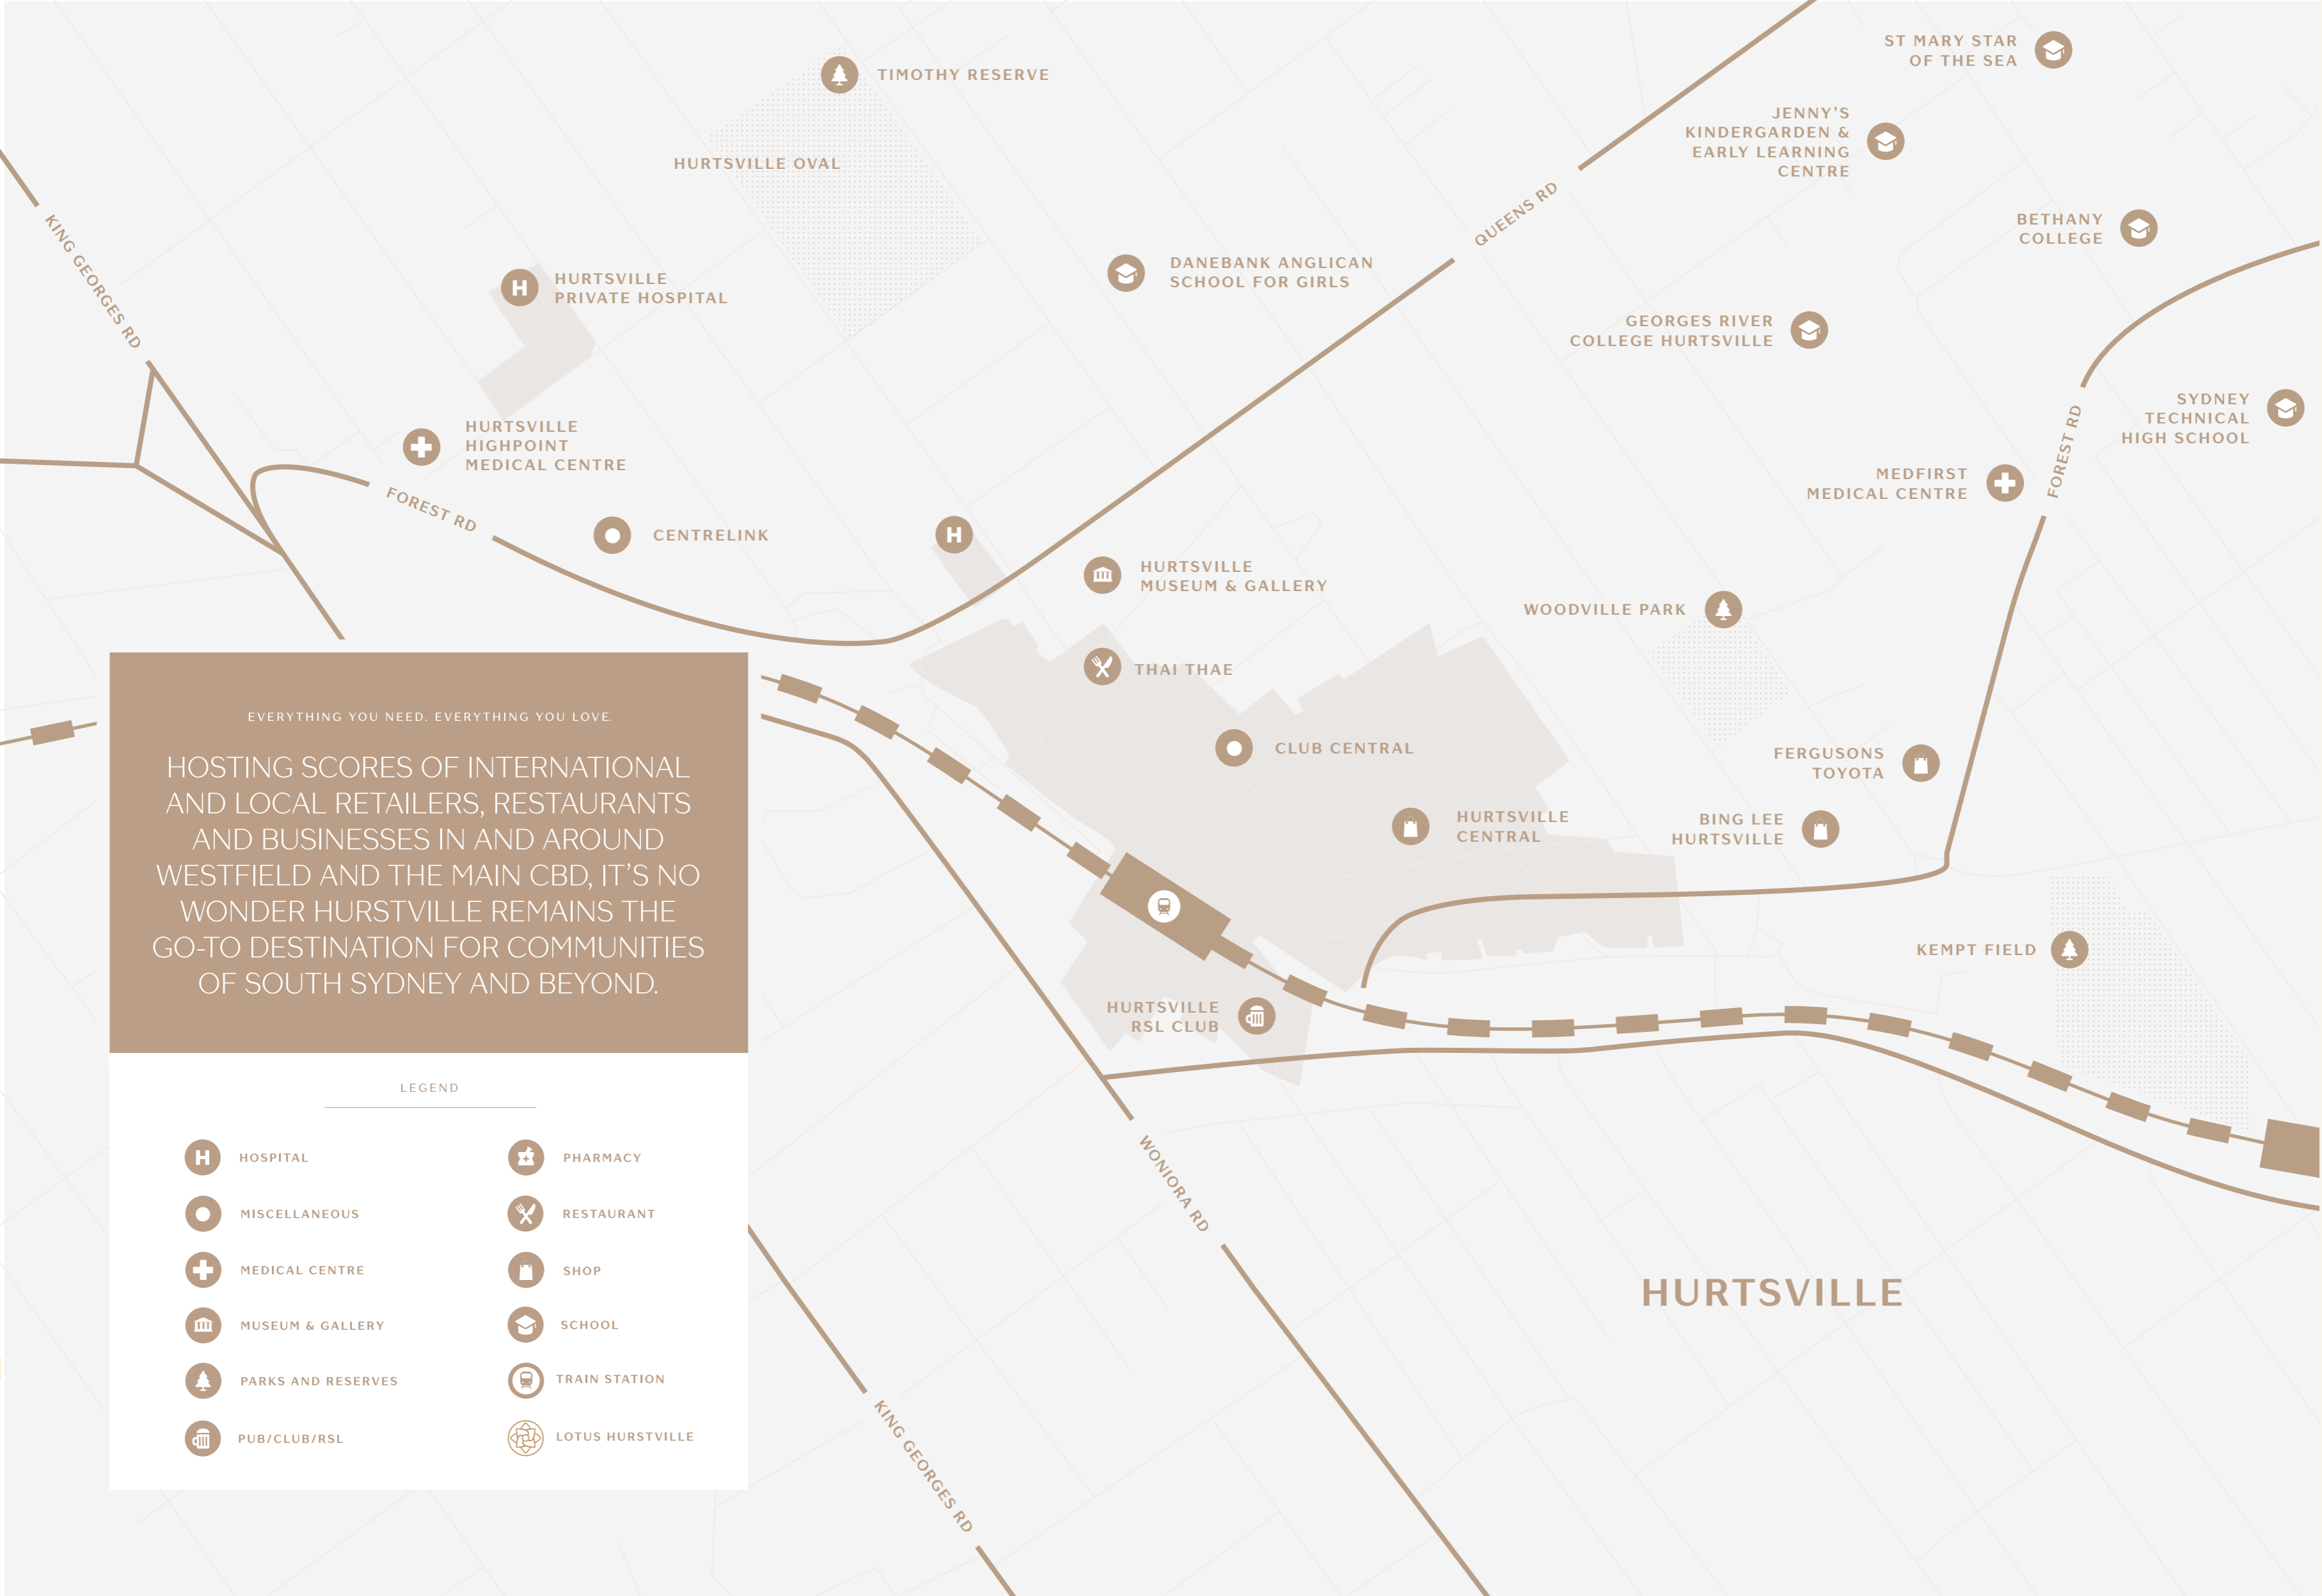 TIMOTHY RESERVE
HURTSVILLE OVAL
ST MARY STAR
OF THE SEA
JENNY'S
KINDERGARDEN &
EARLY LEARNING
CENTRE
QUEENS RD
BETHANY
COLLEGE
KING GEORGES RD
HURTSVILLE
PRIVATE HOSPITAL
DANEBANK ANGLICAN
SCHOOL FOR GIRLS
GEORGES RIVER
COLLEGE HURTSVILLE
SYDNEY
TECHNICAL
HIGH SCHOOL
FOREST RD
HURTSVILLE
HIGHPOINT
MEDICAL CENTRE
MEDFIRST
MEDICAL CENTRE
FOREST RD
CENTRELINK
H
H
HURTSVILLE
MUSEUM & GALLERY
WOODVILLE PARK
THAI THAE
CLUB CENTRAL
FERGUSONS
TOYOTA
HURTSVILLE
CENTRAL
BING LEE
HURTSVILLE
KEMPT FIELD
HURTSVILLE
RSL CLUB
WONIORA RD
HURTSVILLE
KING GEORGES RD
EVERYTHING YOU NEED. EVERYTHING YOU LOVE.
HOSTING SCORES OF INTERNATIONAL
AND LOCAL RETAILERS, RESTAURANTS
AND BUSINESSES IN AND AROUND
WESTFIELD AND THE MAIN CBD, IT'S NO
WONDER HURSTVILLE REMAINS THE
GO-TO DESTINATION FOR COMMUNITIES
OF SOUTH SYDNEY AND BEYOND.
LEGEND
H HOSPITAL
MISCELLANEOUS
MEDICAL CENTRE
MUSEUM & GALLERY
PARKS AND RESERVES
PUB/CLUB/RSL
PHARMACY
RESTAURANT
SHOP
SCHOOL
TRAIN STATION
LOTUS HURSTVILLE